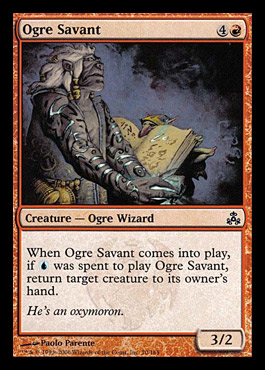 Ogre Savant 4
Creature — Ogre Wizard
When Ogre Savant comes into play,
if was spent to play Ogre Savant,
return target creature to its owner's
hand.
He's an oxymoron.
Paolo Parente
3/2